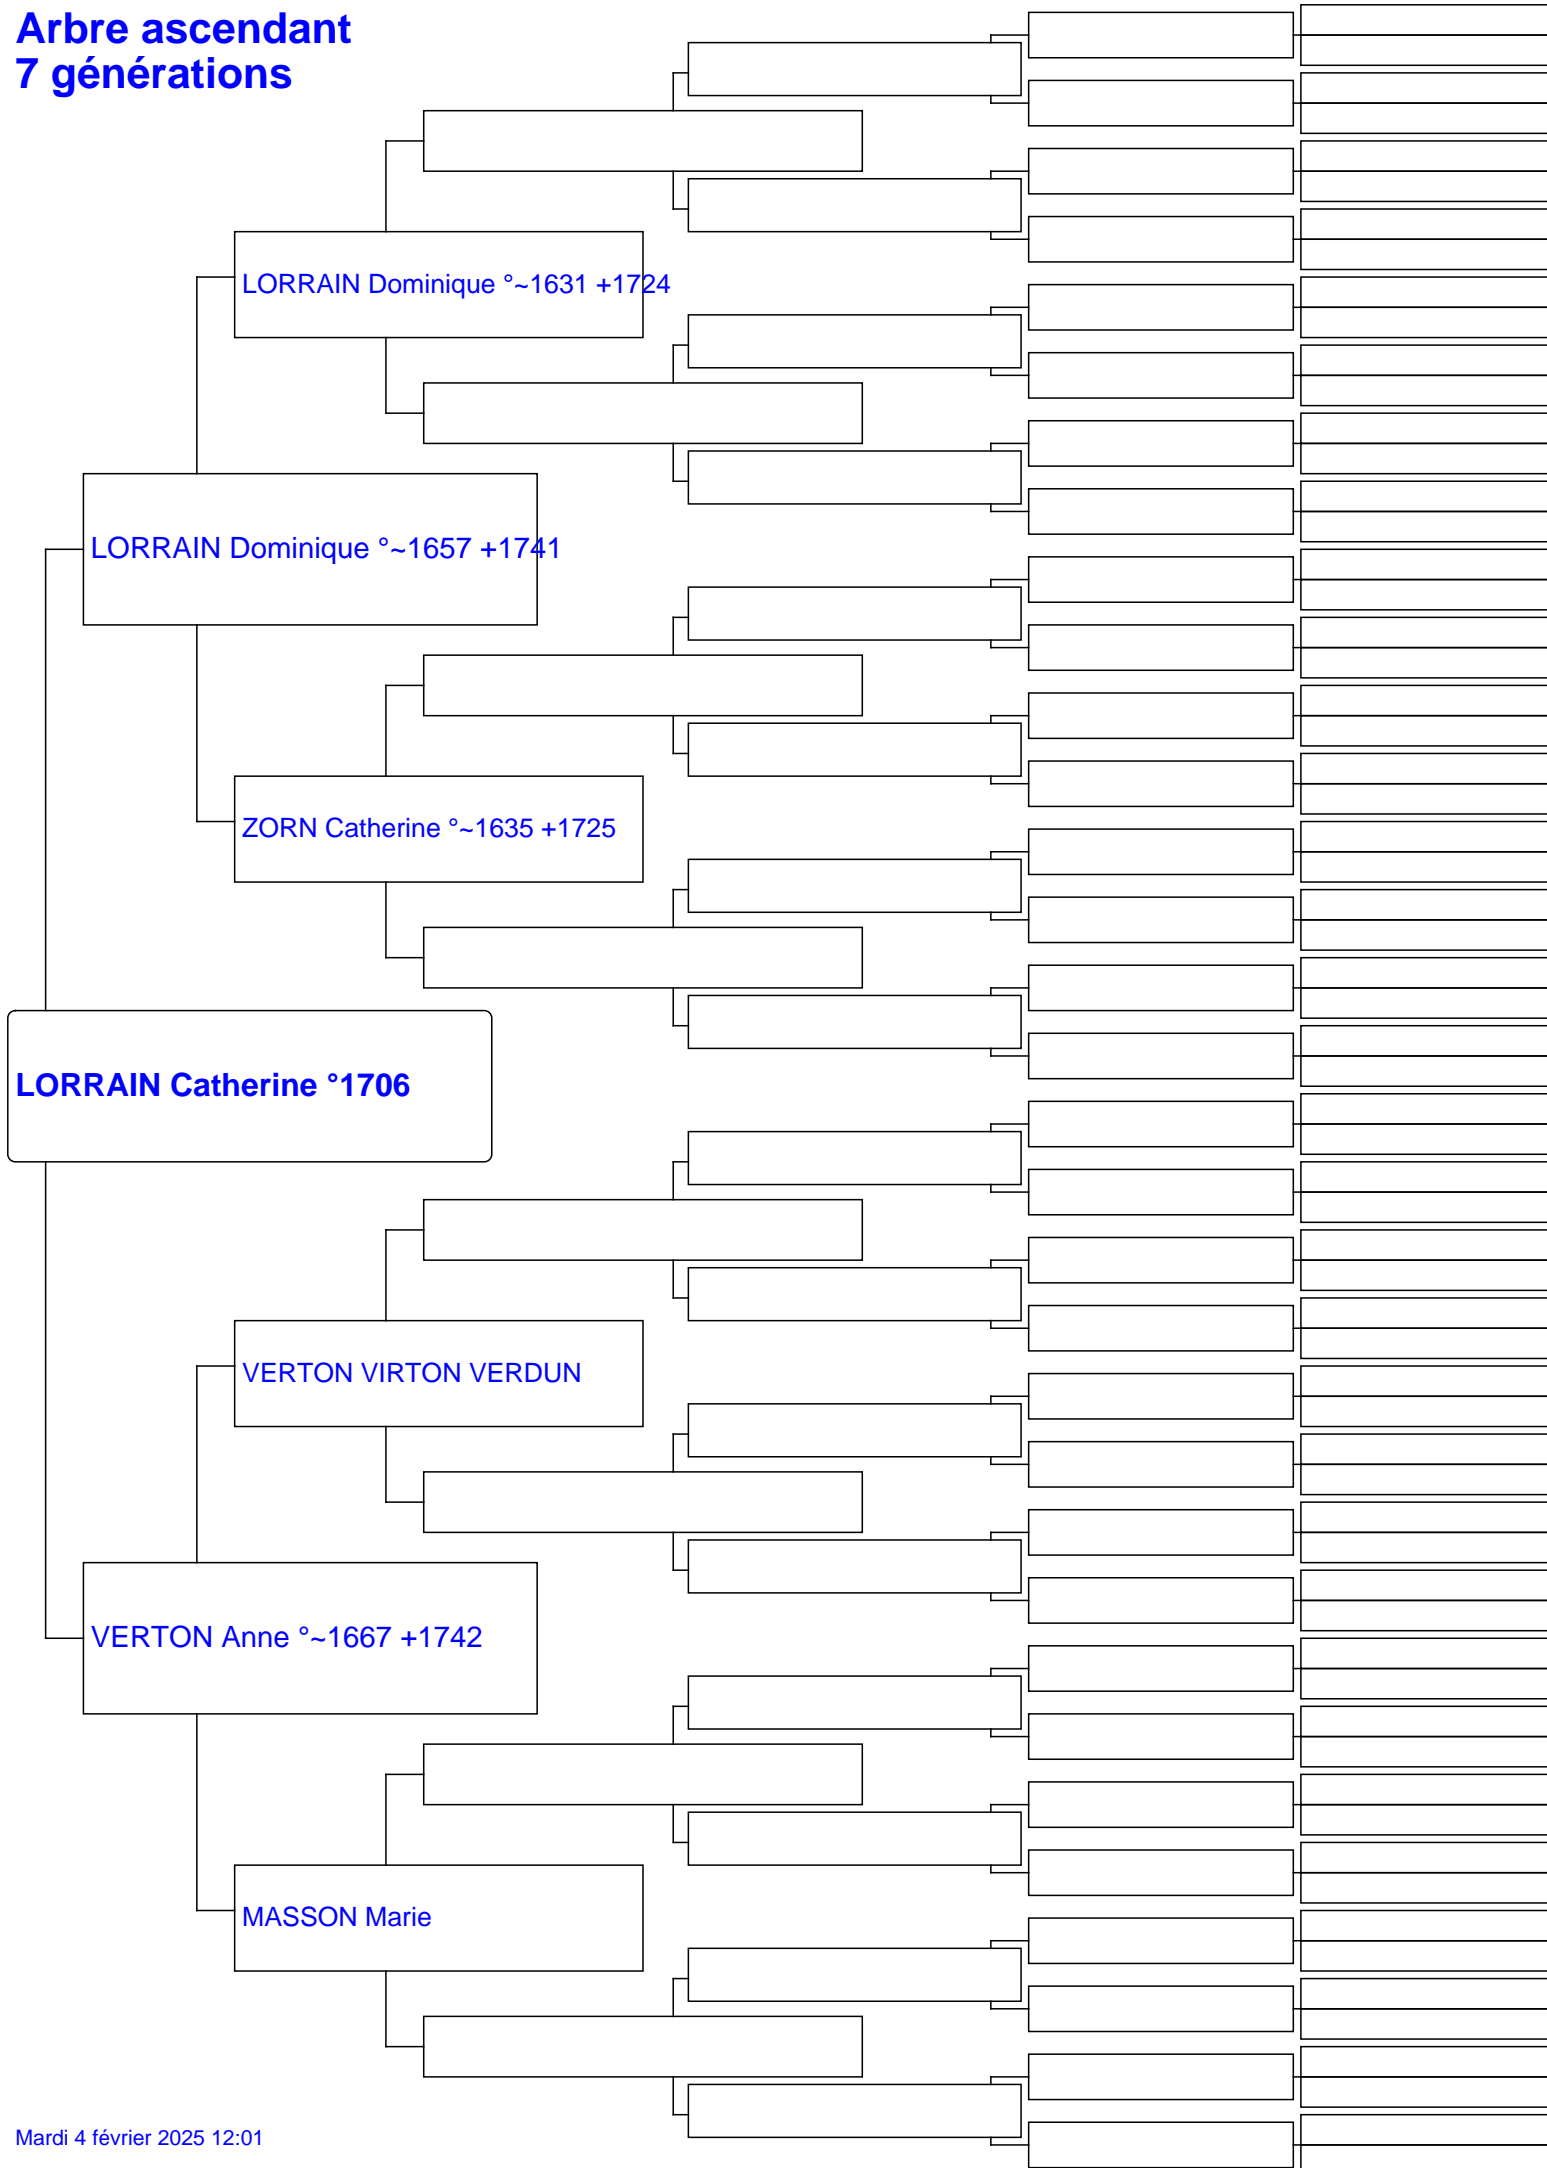 Arbre ascendant
7 générations
LORRAIN Dominique °~1631 +1724
LORRAIN Dominique °~1657 +1741
ZORN Catherine °~1635 +1725
LORRAIN Catherine °1706
VERTON VIRTON VERDUN
VERTON Anne °~1667 +1742
MASSON Marie
Mardi 4 février 2025 12:01